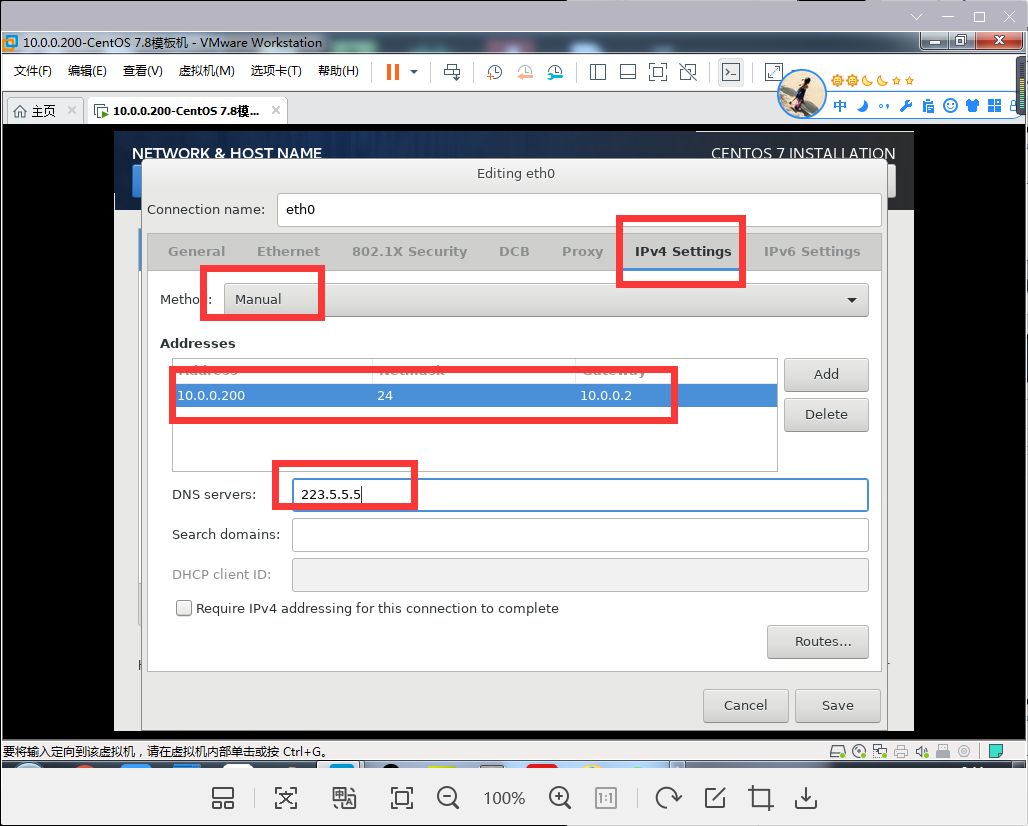 10.0.0.200-CentOS 7.8模板机 - VMware Workstation
文件(F) 编辑(E) 查看(V) 虚拟机(M) 选项卡(T) 帮助(H)
中
主页 10.0.0.200-CentOS 7.8模...
NETWORK & HOST NAME CENTOS 7 INSTALLATION
Editing eth0
Connection name: eth0
General Ethernet 802.1X Security DCB Proxy IPv4 Settings IPv6 Settings
Method: Manual
Addresses
Address Netmask Gateway
10.0.0.200 24 10.0.0.2
Add
Delete
DNS servers: 223.5.5.5
Search domains:
DHCP client ID:
Require IPv4 addressing for this connection to complete
Routes...
Cancel Save
要将输入定向到该虚拟机，请在虚拟机内部单击或按 Ctrl+G。
100% 1:1